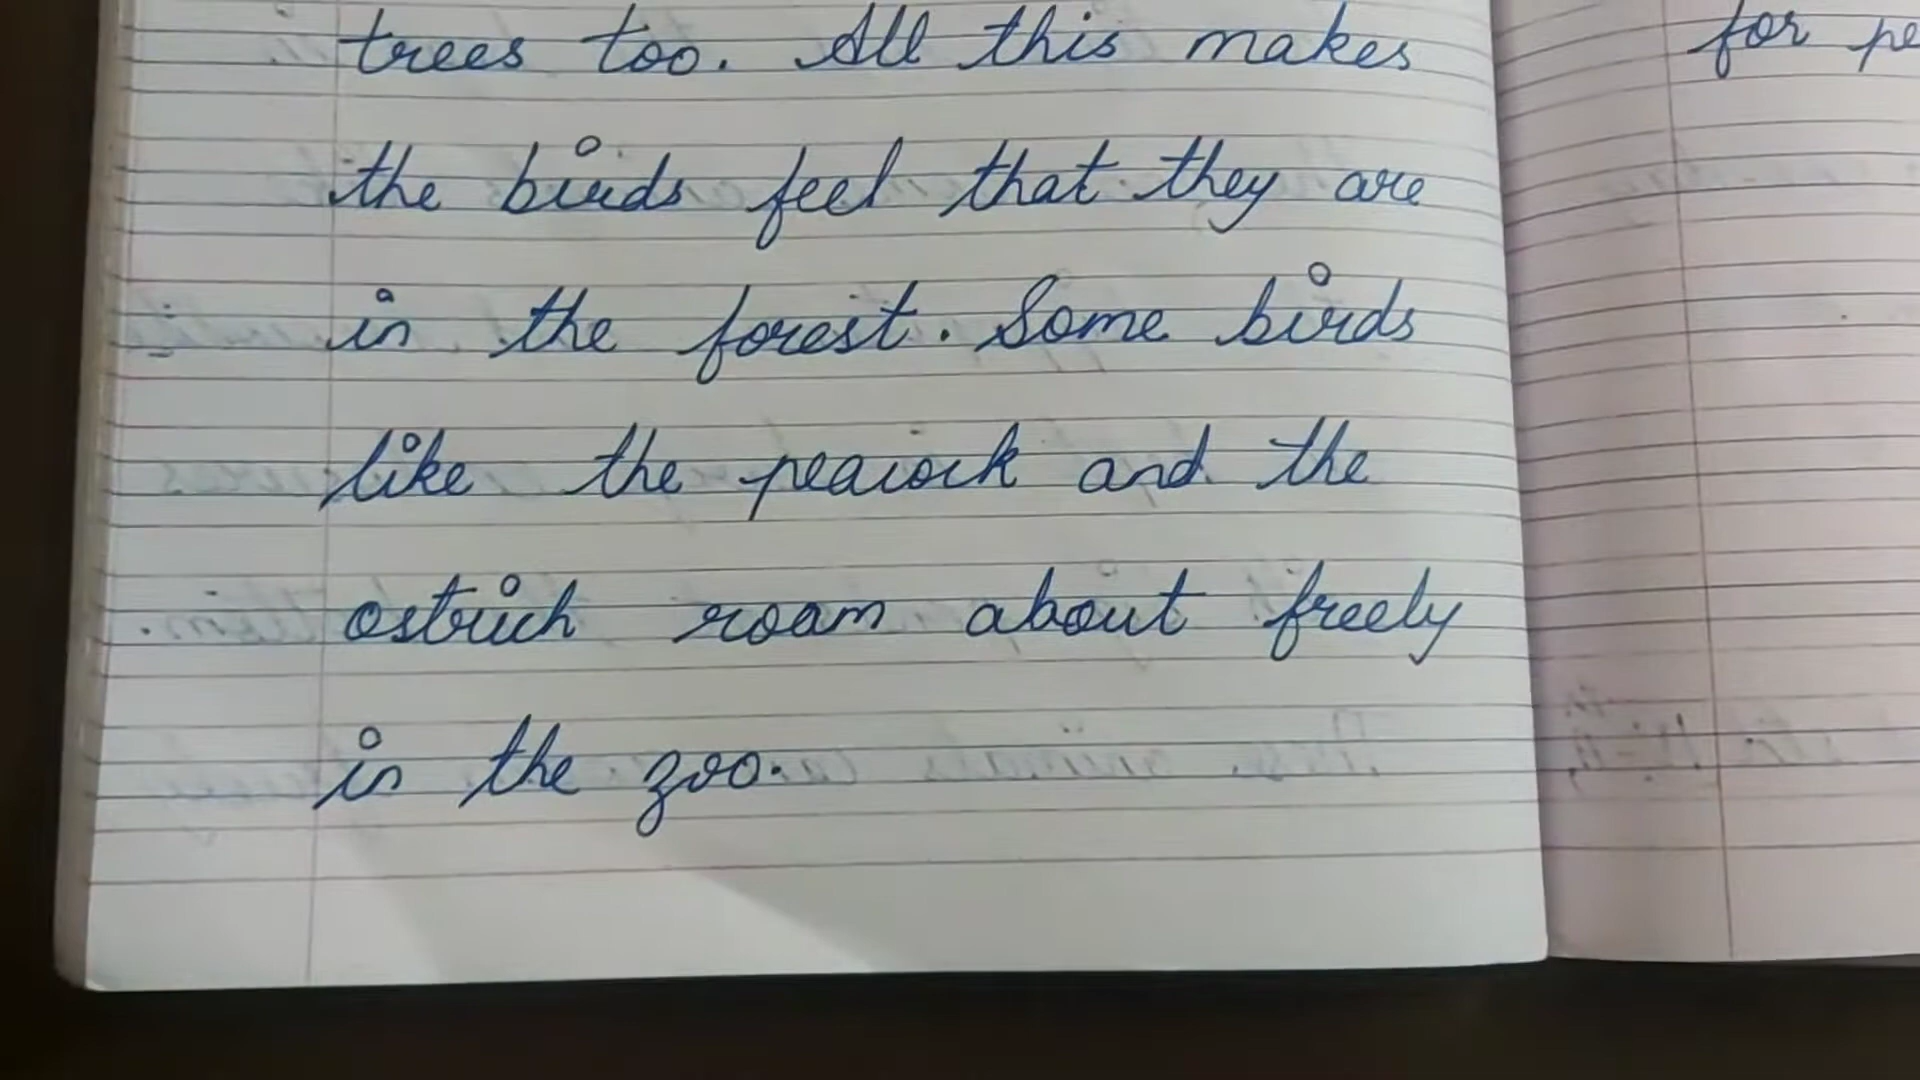 trees too. All this makes
the birds feel that they are
in the forest. Some birds
like the peacock and the
ostrich roam about freely
in the zoo.
for